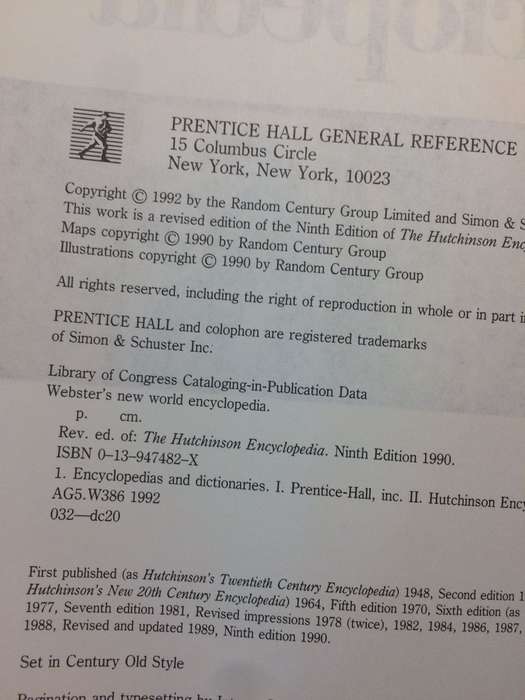 PRENTICE HALL GENERAL REFERENCE
15 Columbus Circle
New York, New York, 10023
Copyright © 1992 by the Random Century Group Limited and Simon &
This work is a revised edition of the Ninth Edition of The Hutchinson
Maps copyright © 1990 by Random Century Group
Illustrations copyright © 1990 by Random Century Group
All rights reserved, including the right of reproduction in whole or in part
PRENTICE HALL and colophon are registered trademarks
of Simon & Schuster Inc.
Library of Congress Cataloging-in-Publication Data
Webster's new world encyclopedia.
p. cm.
Rev. ed. of: The Hutchinson Encyclopedia. Ninth Edition 1990.
ISBN 0-13-947482-X
1. Encyclopedias and dictionaries. I. Prentice-Hall, inc. II. Hutchinson
AG5.W386 1992
032—dc20
First published (as Hutchinson's Twentieth Century Encyclopedia) 1948, Second edition
Hutchinson's New 20th Century Encyclopedia) 1964, Fifth edition 1970, Sixth edition (as
1977, Seventh edition 1981, Revised impressions 1978 (twice), 1982, 1984, 1986, 1987,
1988, Revised and updated 1989, Ninth edition 1990.
Set in Century Old Style
Pagination and typesetting by